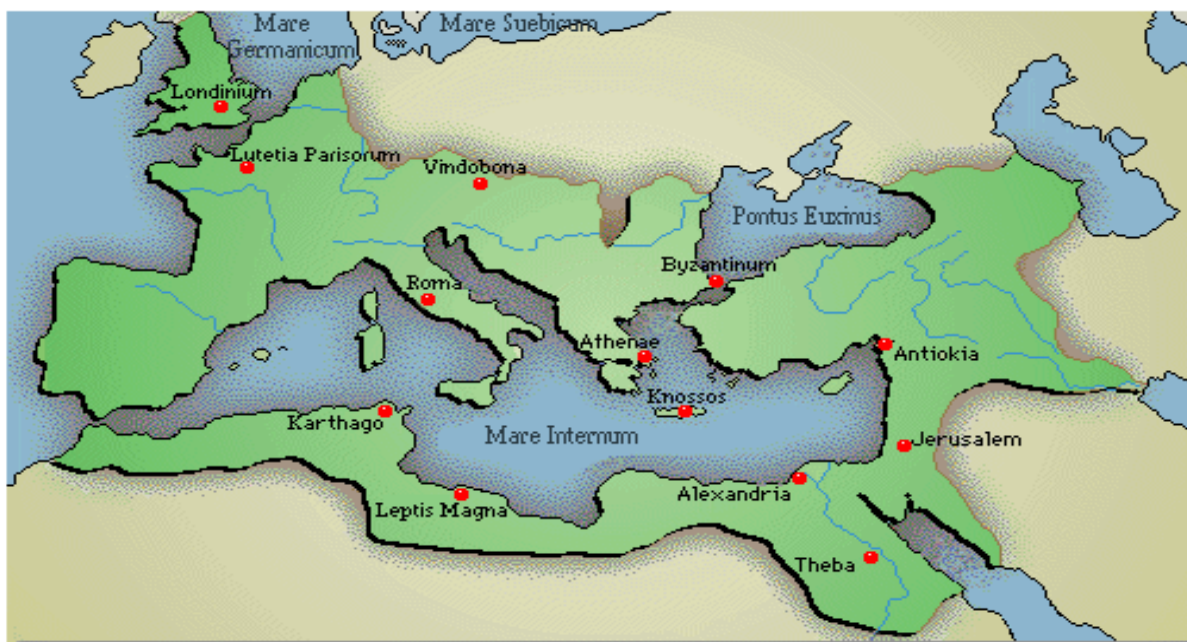 Mare
Germanicum
Mare Suebicum
Londinium
Lutetia Parisorum
Vindobona
Pontus Euxinus
Byzantinum
Roma
Athenae
Antiokia
Knossos
Karthago
Mare Internum
Jerusalem
Alexandria
Leptis Magna
Theba